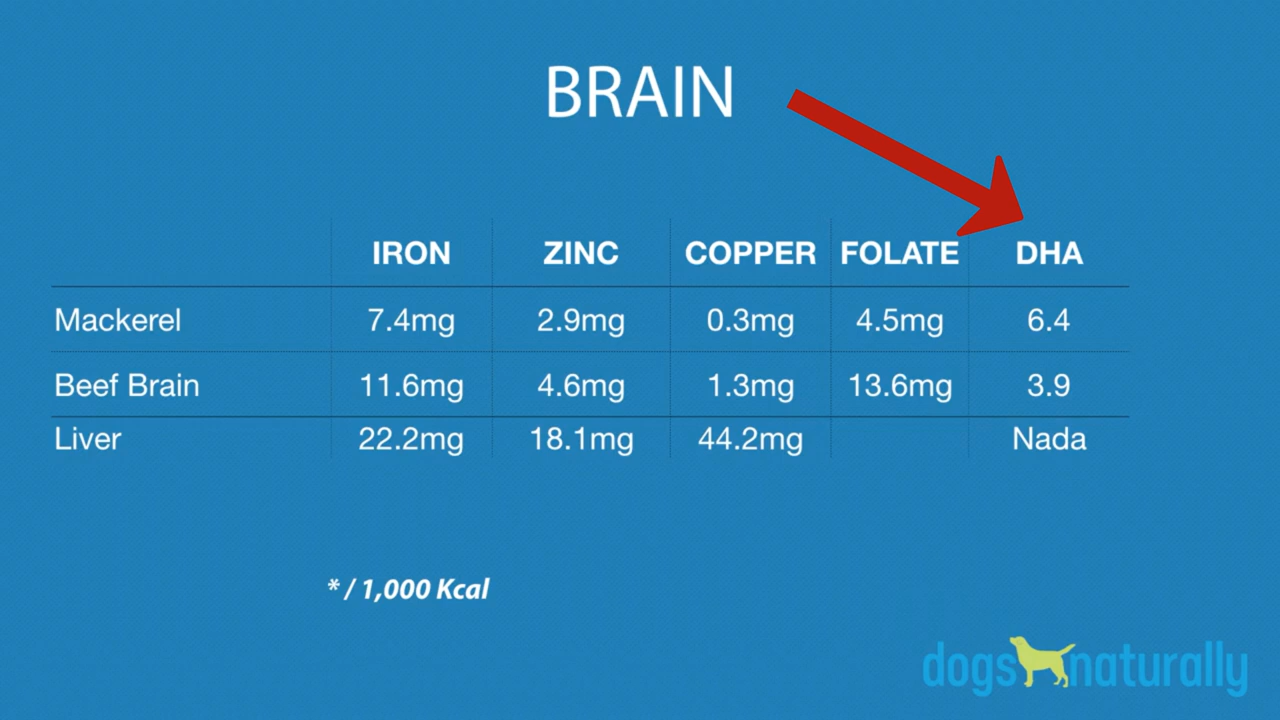 BRAIN
IRON ZINC COPPER FOLATE DHA
Mackerel 7.4mg 2.9mg 0.3mg 4.5mg 6.4
Beef Brain 11.6mg 4.6mg 1.3mg 13.6mg 3.9
Liver 22.2mg 18.1mg 44.2mg Nada
* / 1,000 Kcal
dogs naturally